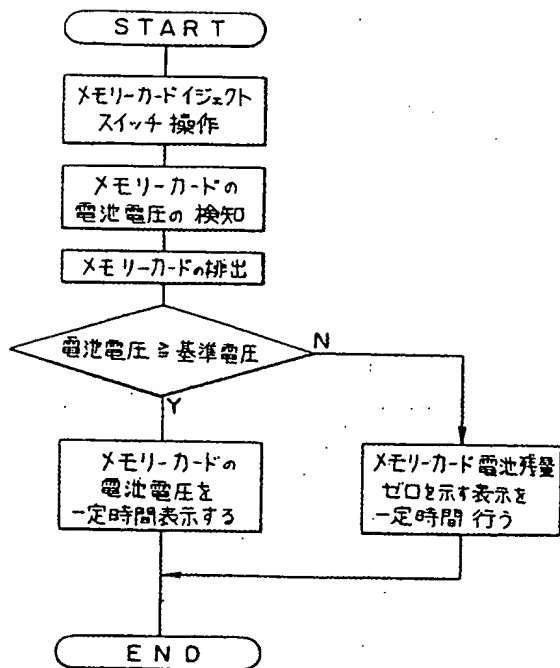 START
メモリーカードイジェクト
スイッチ操作
メモリーカードの
電池電圧の検知
メモリーカードの排出
電池電圧≧基準電圧
N
Y
メモリーカードの
電池電圧を
一定時間表示する
メモリーカード電池残量
ゼロを示す表示を
一定時間行う
END